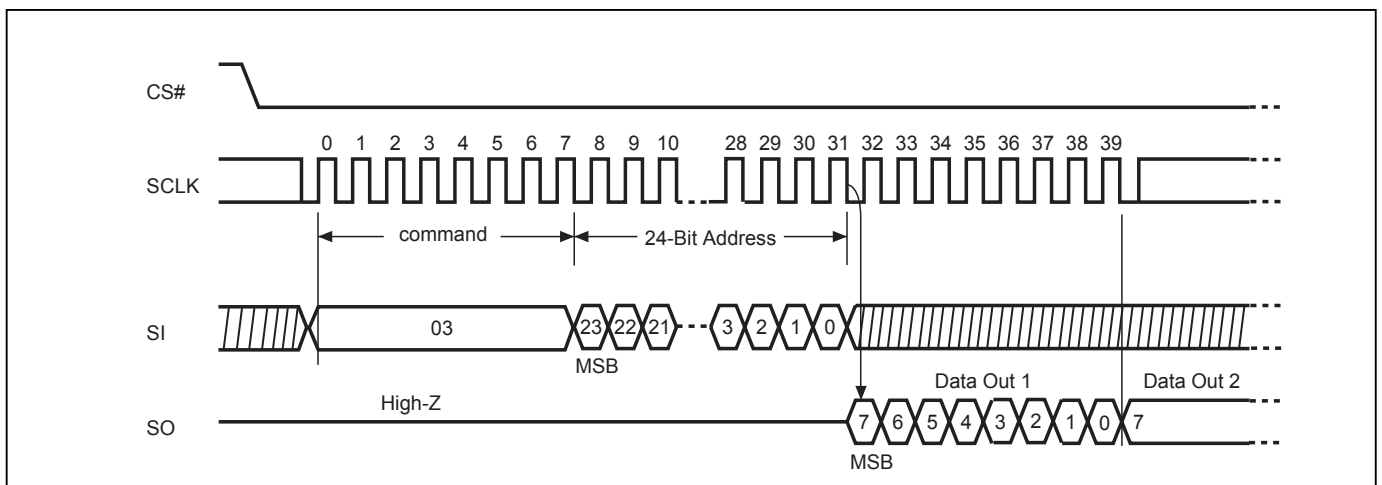 CS#
0 1 2 3 4 5 6 7 8 9 10 28 29 30 31 32 33 34 35 36 37 38 39
SCLK
command 24-Bit Address
SI 03 23 22 21 3 2 1 0
MSB
Data Out 1 Data Out 2
High-Z
SO 7 6 5 4 3 2 1 0 7
MSB